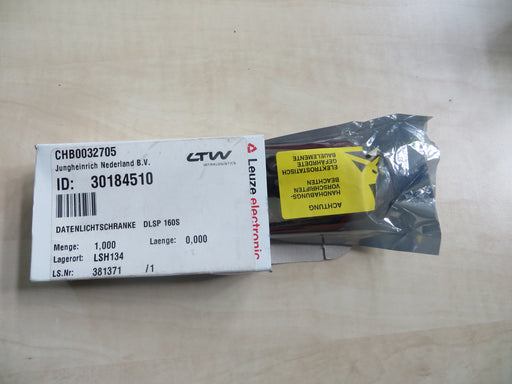 CHB0032705
Jungheinrich Nederland B.V.
LTW
INTRALOGISTICS
ID: 30184510
DATENLICHTSCHRANKE DLSP 160S
Menge: 1,000 Laenge: 0,000
Lagerort: LSH134
LS.Nr: 381371 /1
Leuze electronic
ACHTUNG
HANDHABUNGS-
VORSCHRIFTEN
BEACHTEN
ELEKTROSTATISCH
GEFÄHRDETE
BAUELEMENTE